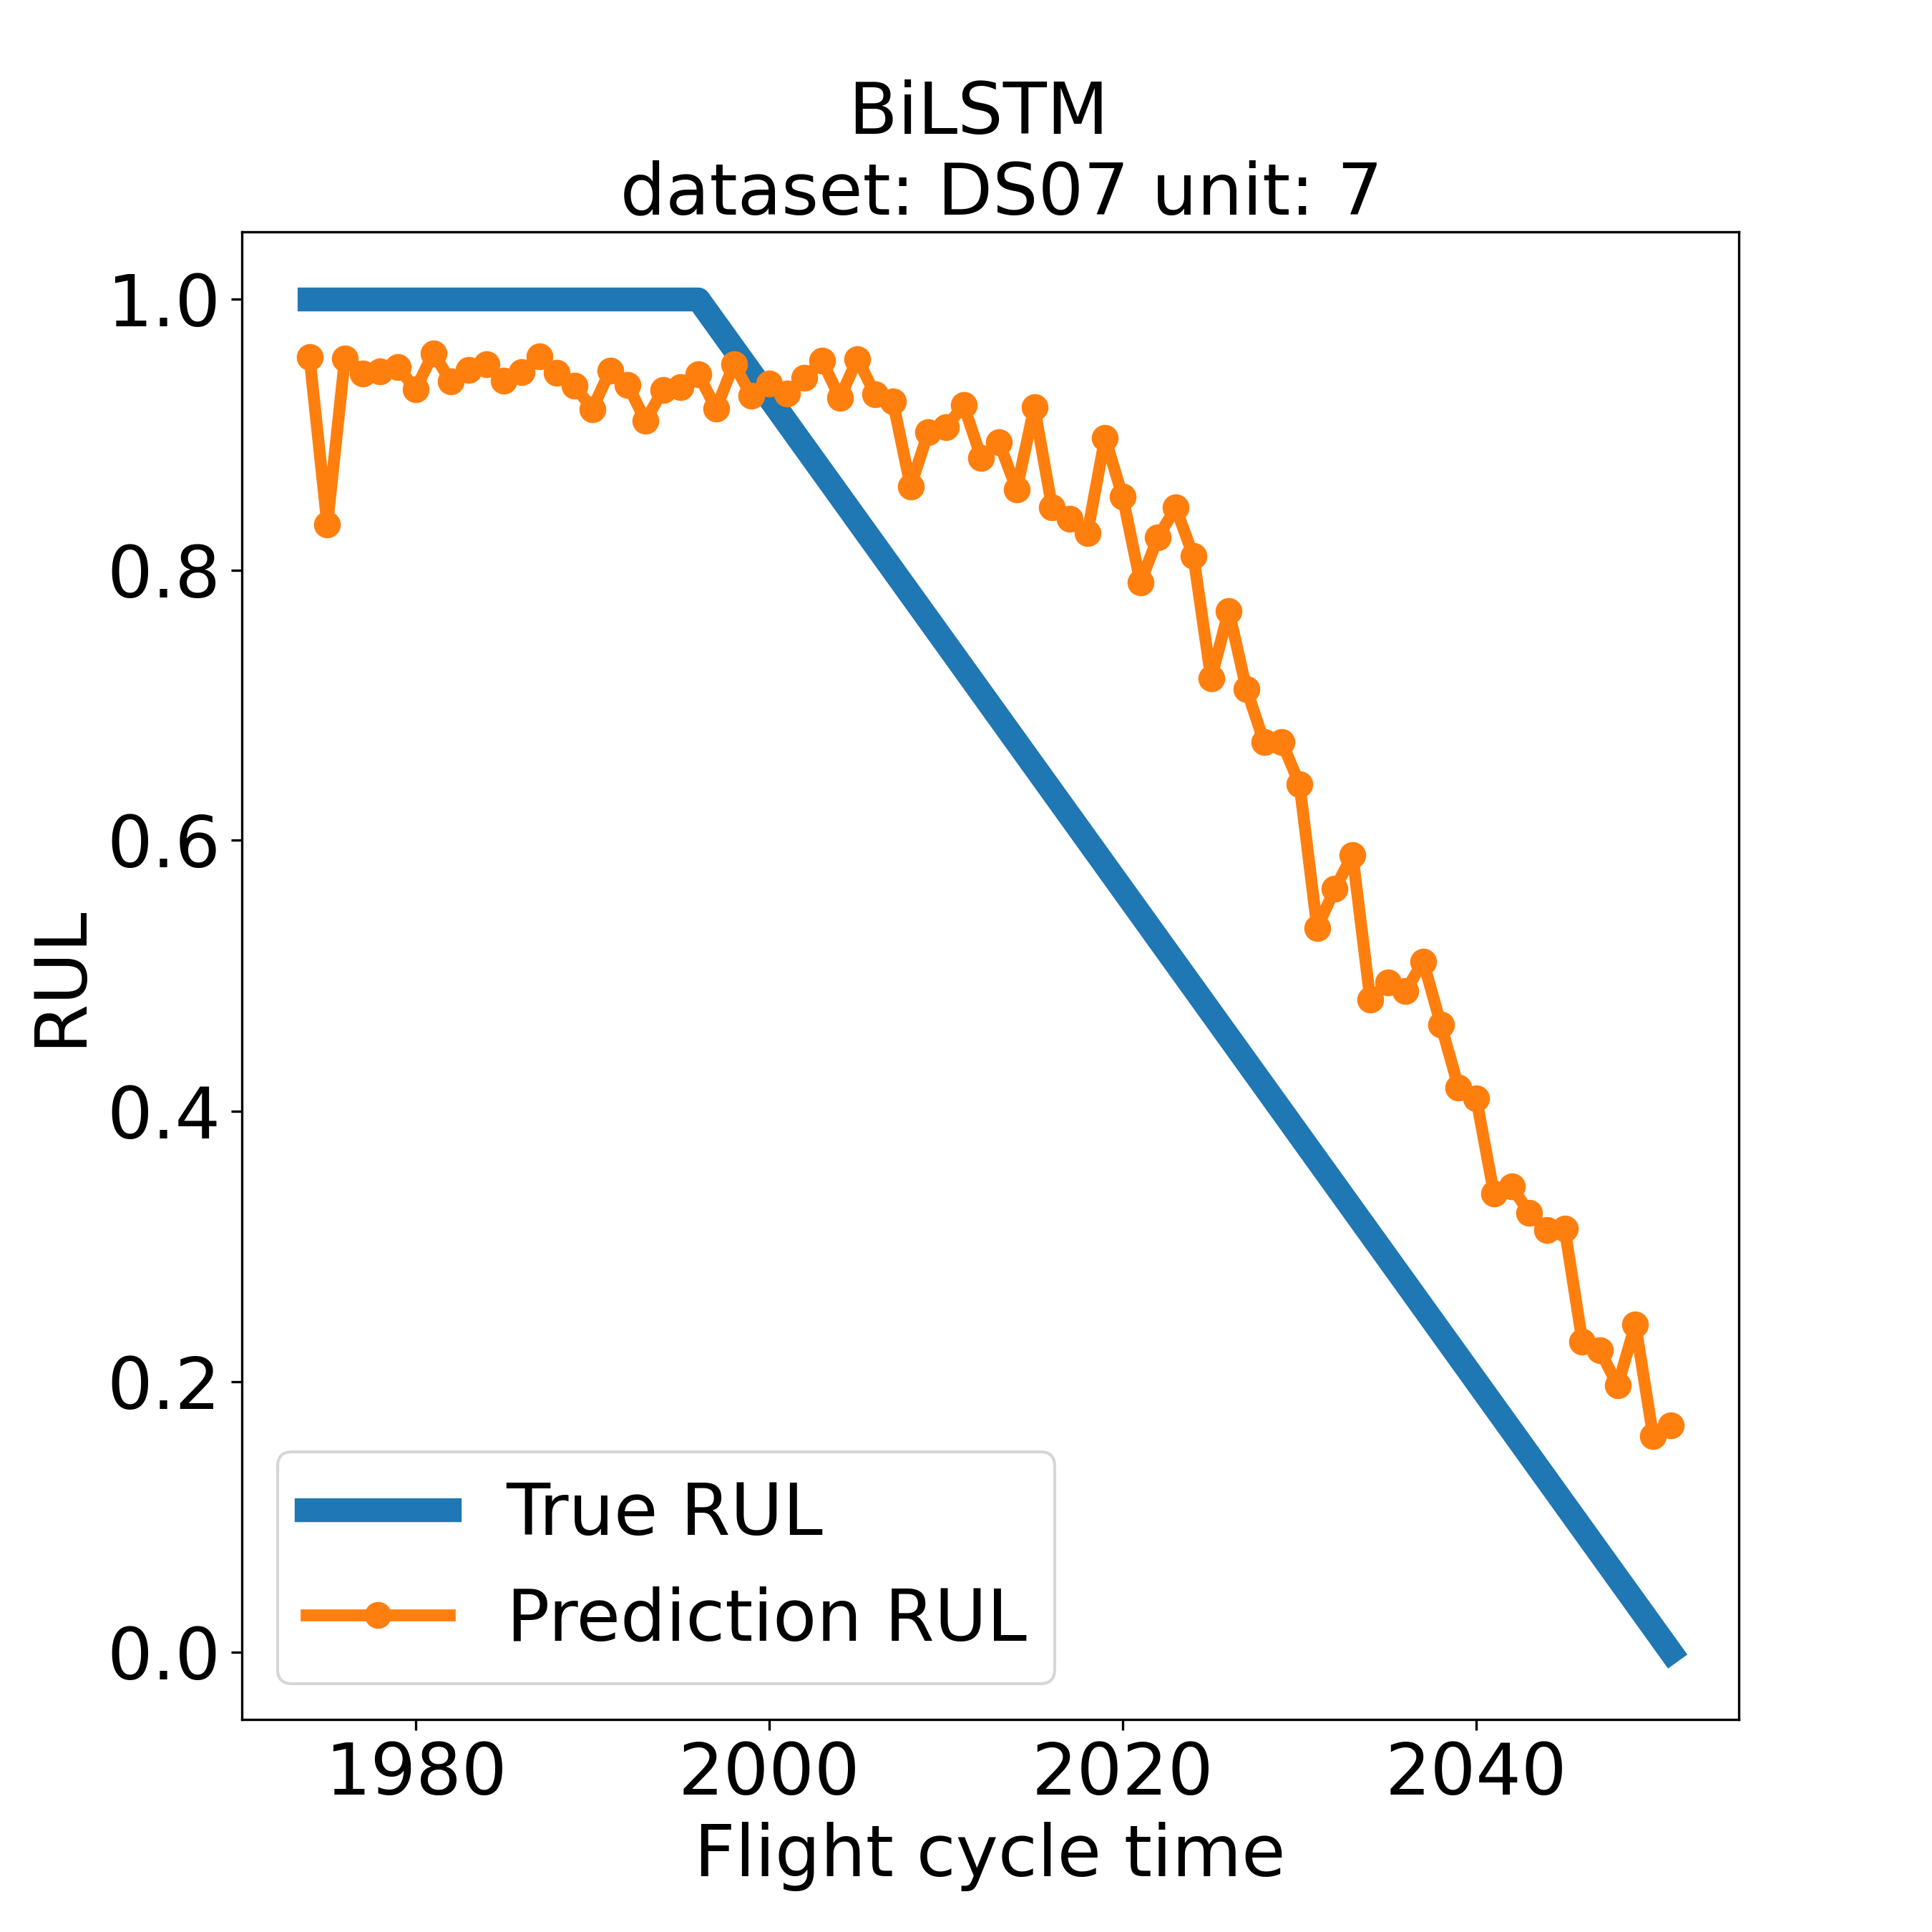 BiLSTM
dataset: DS07 unit: 7
1.0
0.8
0.6
0.4
0.2
0.0
RUL
True RUL
Prediction RUL
1980 2000 2020 2040
Flight cycle time